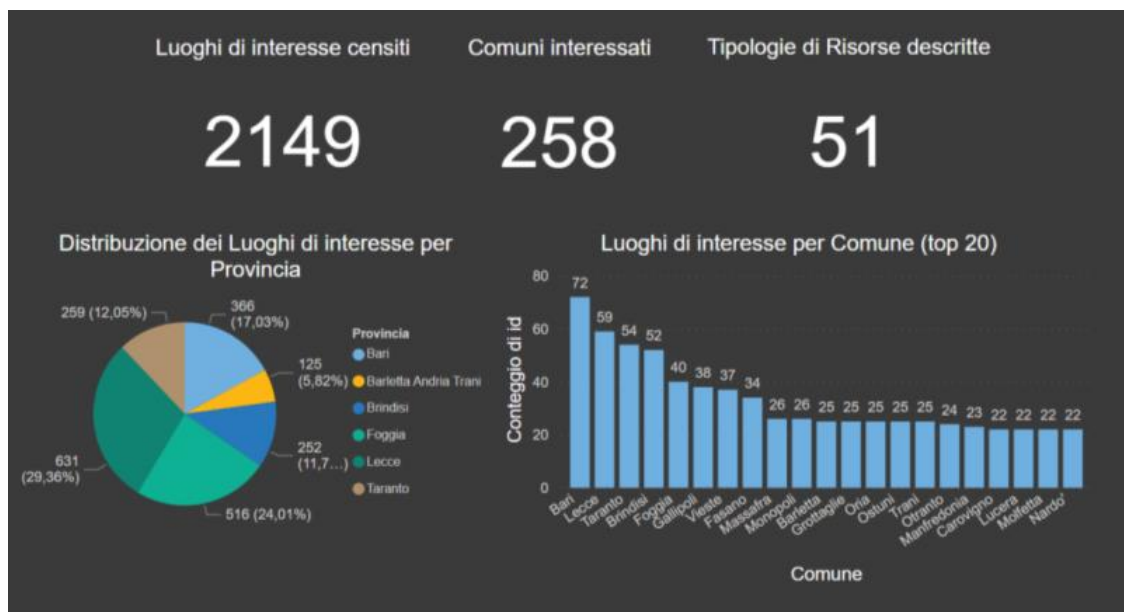 Luoghi di interesse censiti
Comuni interessati
Tipologie di Risorse descritte
2149
258
51
Distribuzione dei Luoghi di interesse per
Provincia
259 (12,05%)
366
(17,03%)
125
(5,82%)
252
(11,7...)
516 (24,01%)
631
(29,36%)
Provincia
Bari
Barletta Andria Trani
Brindisi
Foggia
Lecce
Taranto
Luoghi di interesse per Comune (top 20)
Conteggio di id
80
60
40
20
0
72
59
54
52
40
38
37
34
26
26
25
25
25
25
25
24
23
22
22
22
22
Bari
Lecce
Taranto
Brindisi
Foggia
Gallipoli
Vieste
Fasano
Massafra
Monopoli
Barletta
Grottaglie
Oria
Ostuni
Trani
Otranto
Manfredonia
Carovigno
Lucera
Molfetta
Nardo'
Comune